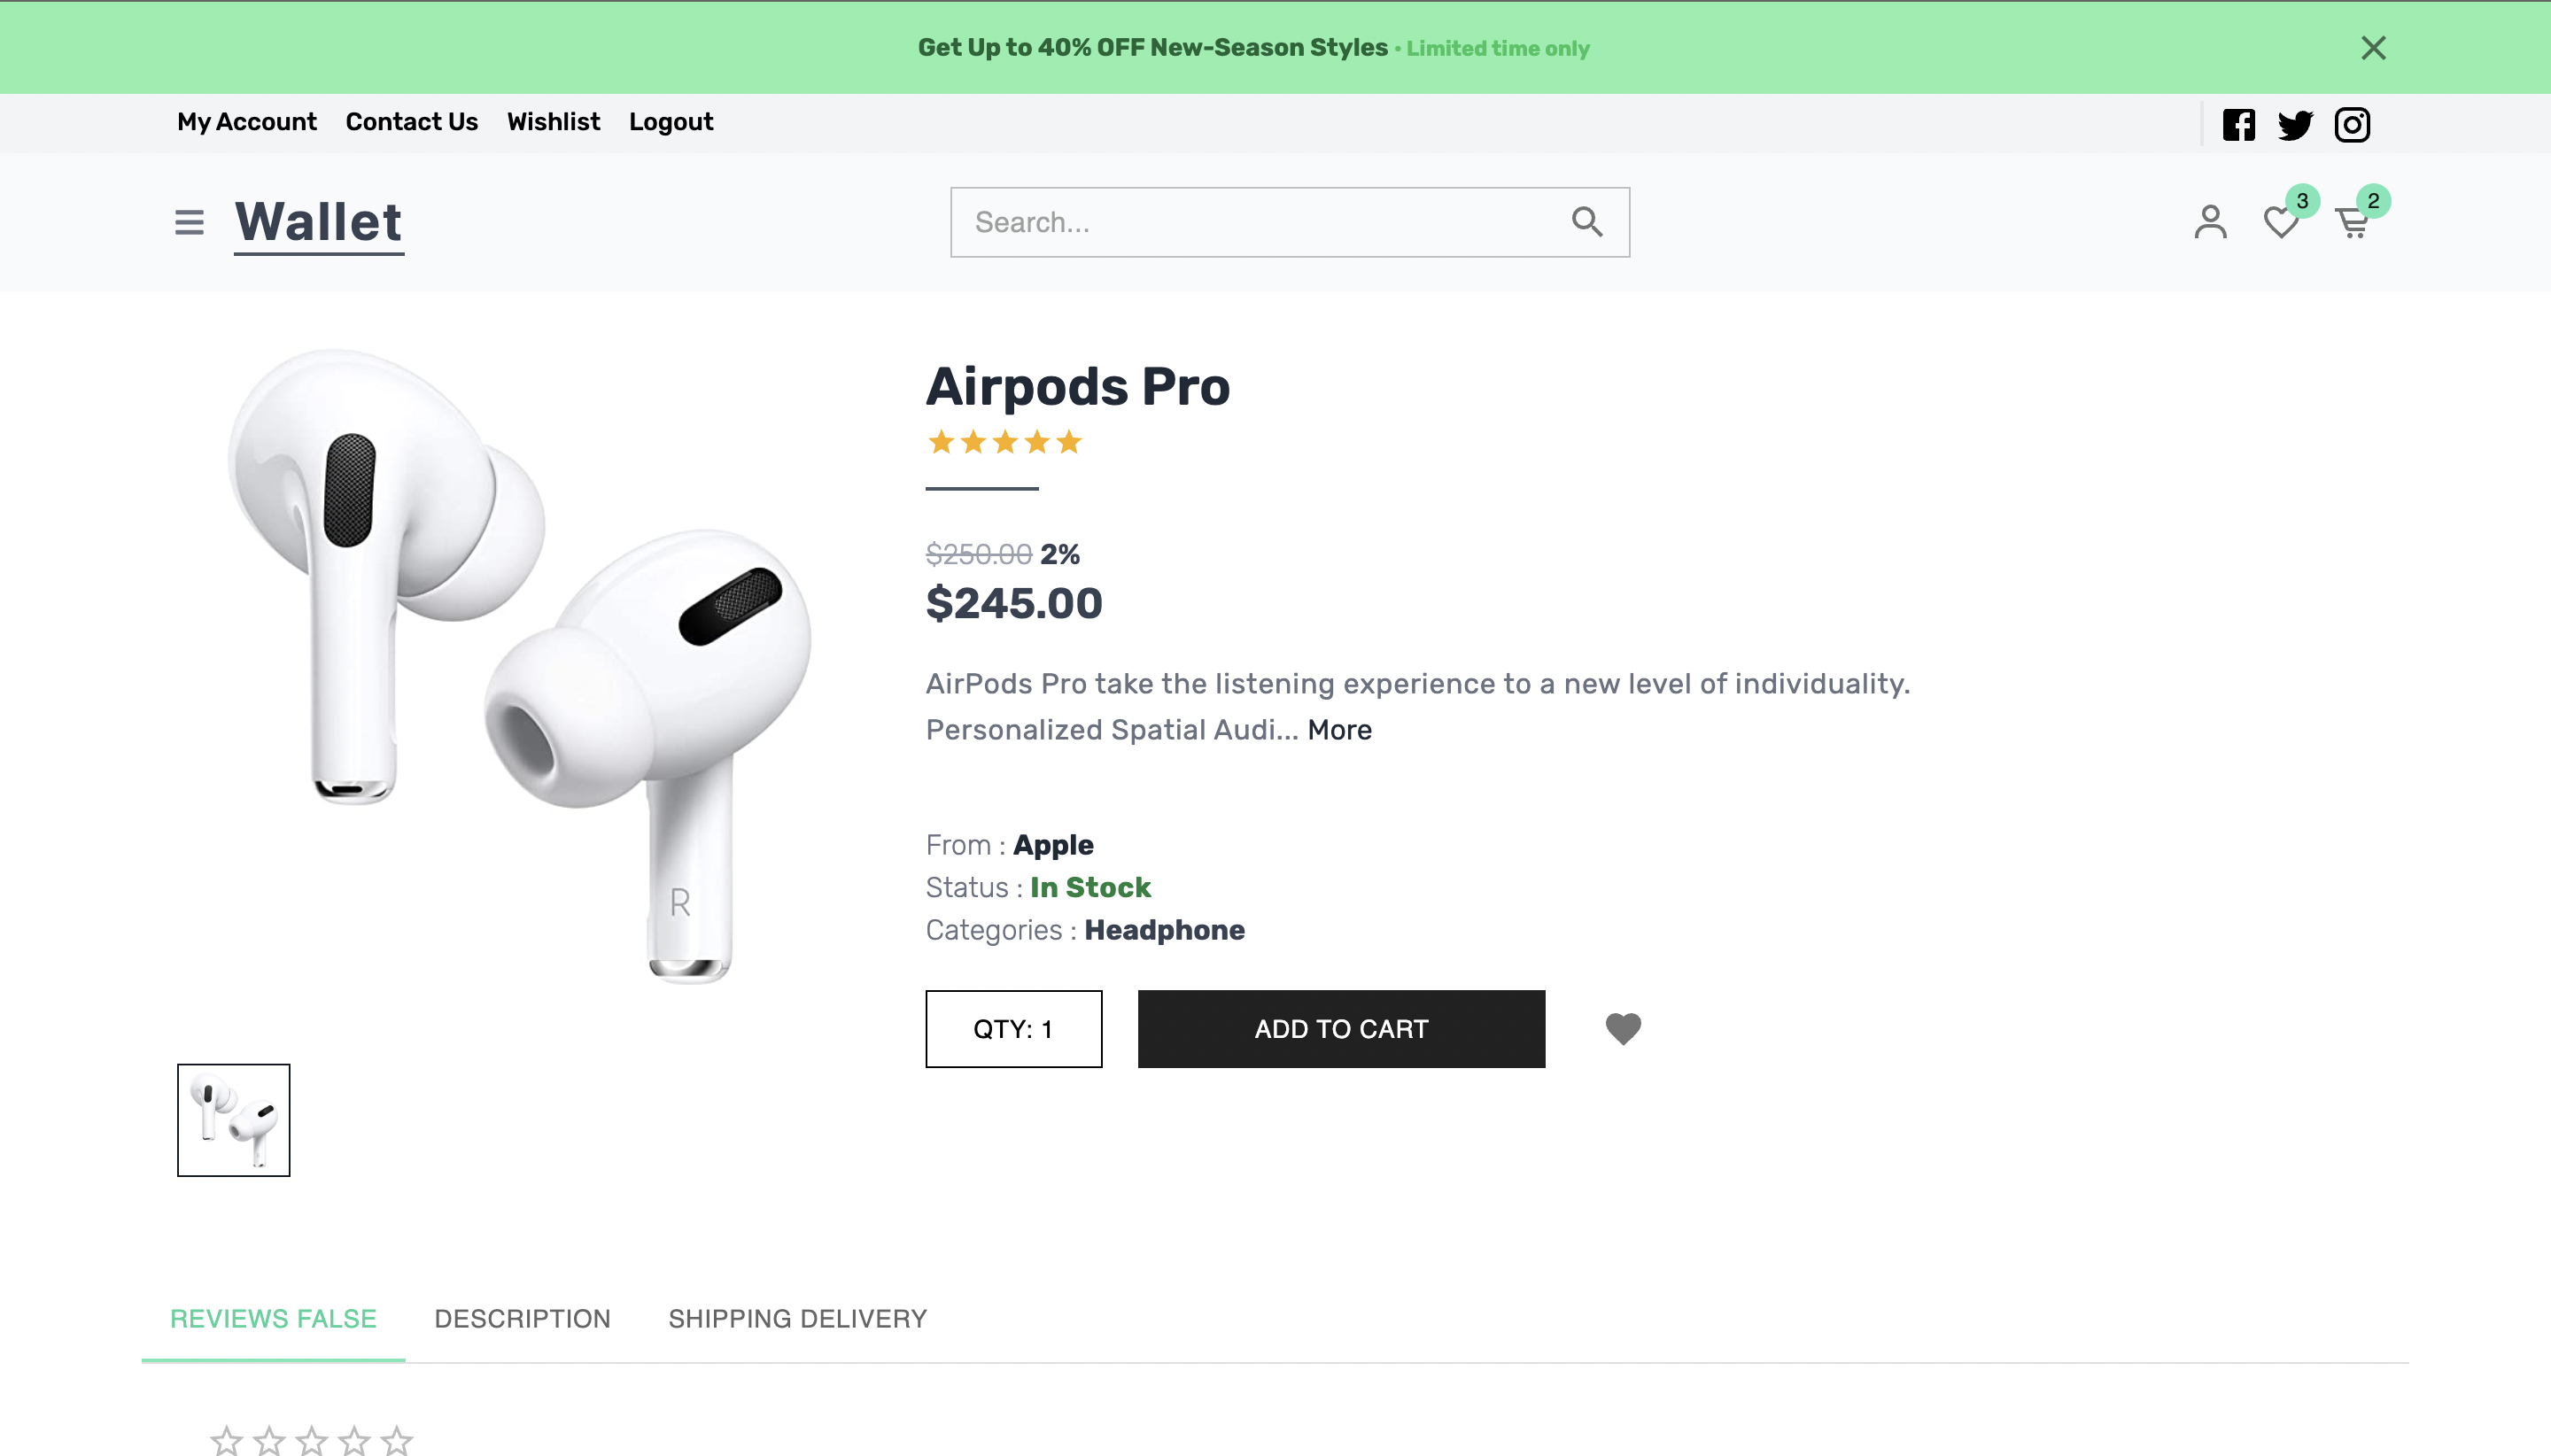 Get Up to 40% OFF New-Season Styles • Limited time only
My Account Contact Us Wishlist Logout
Wallet
Search...
3
2
Airpods Pro
$250.00 2%
$245.00
AirPods Pro take the listening experience to a new level of individuality.
Personalized Spatial Audi... More
R
From : Apple
Status : In Stock
Categories : Headphone
QTY: 1
ADD TO CART
REVIEWS FALSE DESCRIPTION SHIPPING DELIVERY